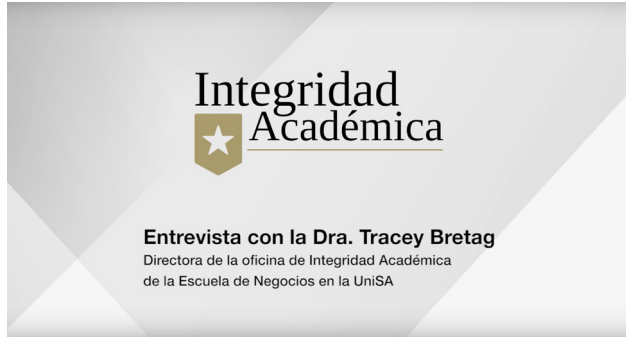 Integridad
Académica
Entrevista con la Dra. Tracey Bretag
Directora de la oficina de Integridad Académica
de la Escuela de Negocios en la UniSA